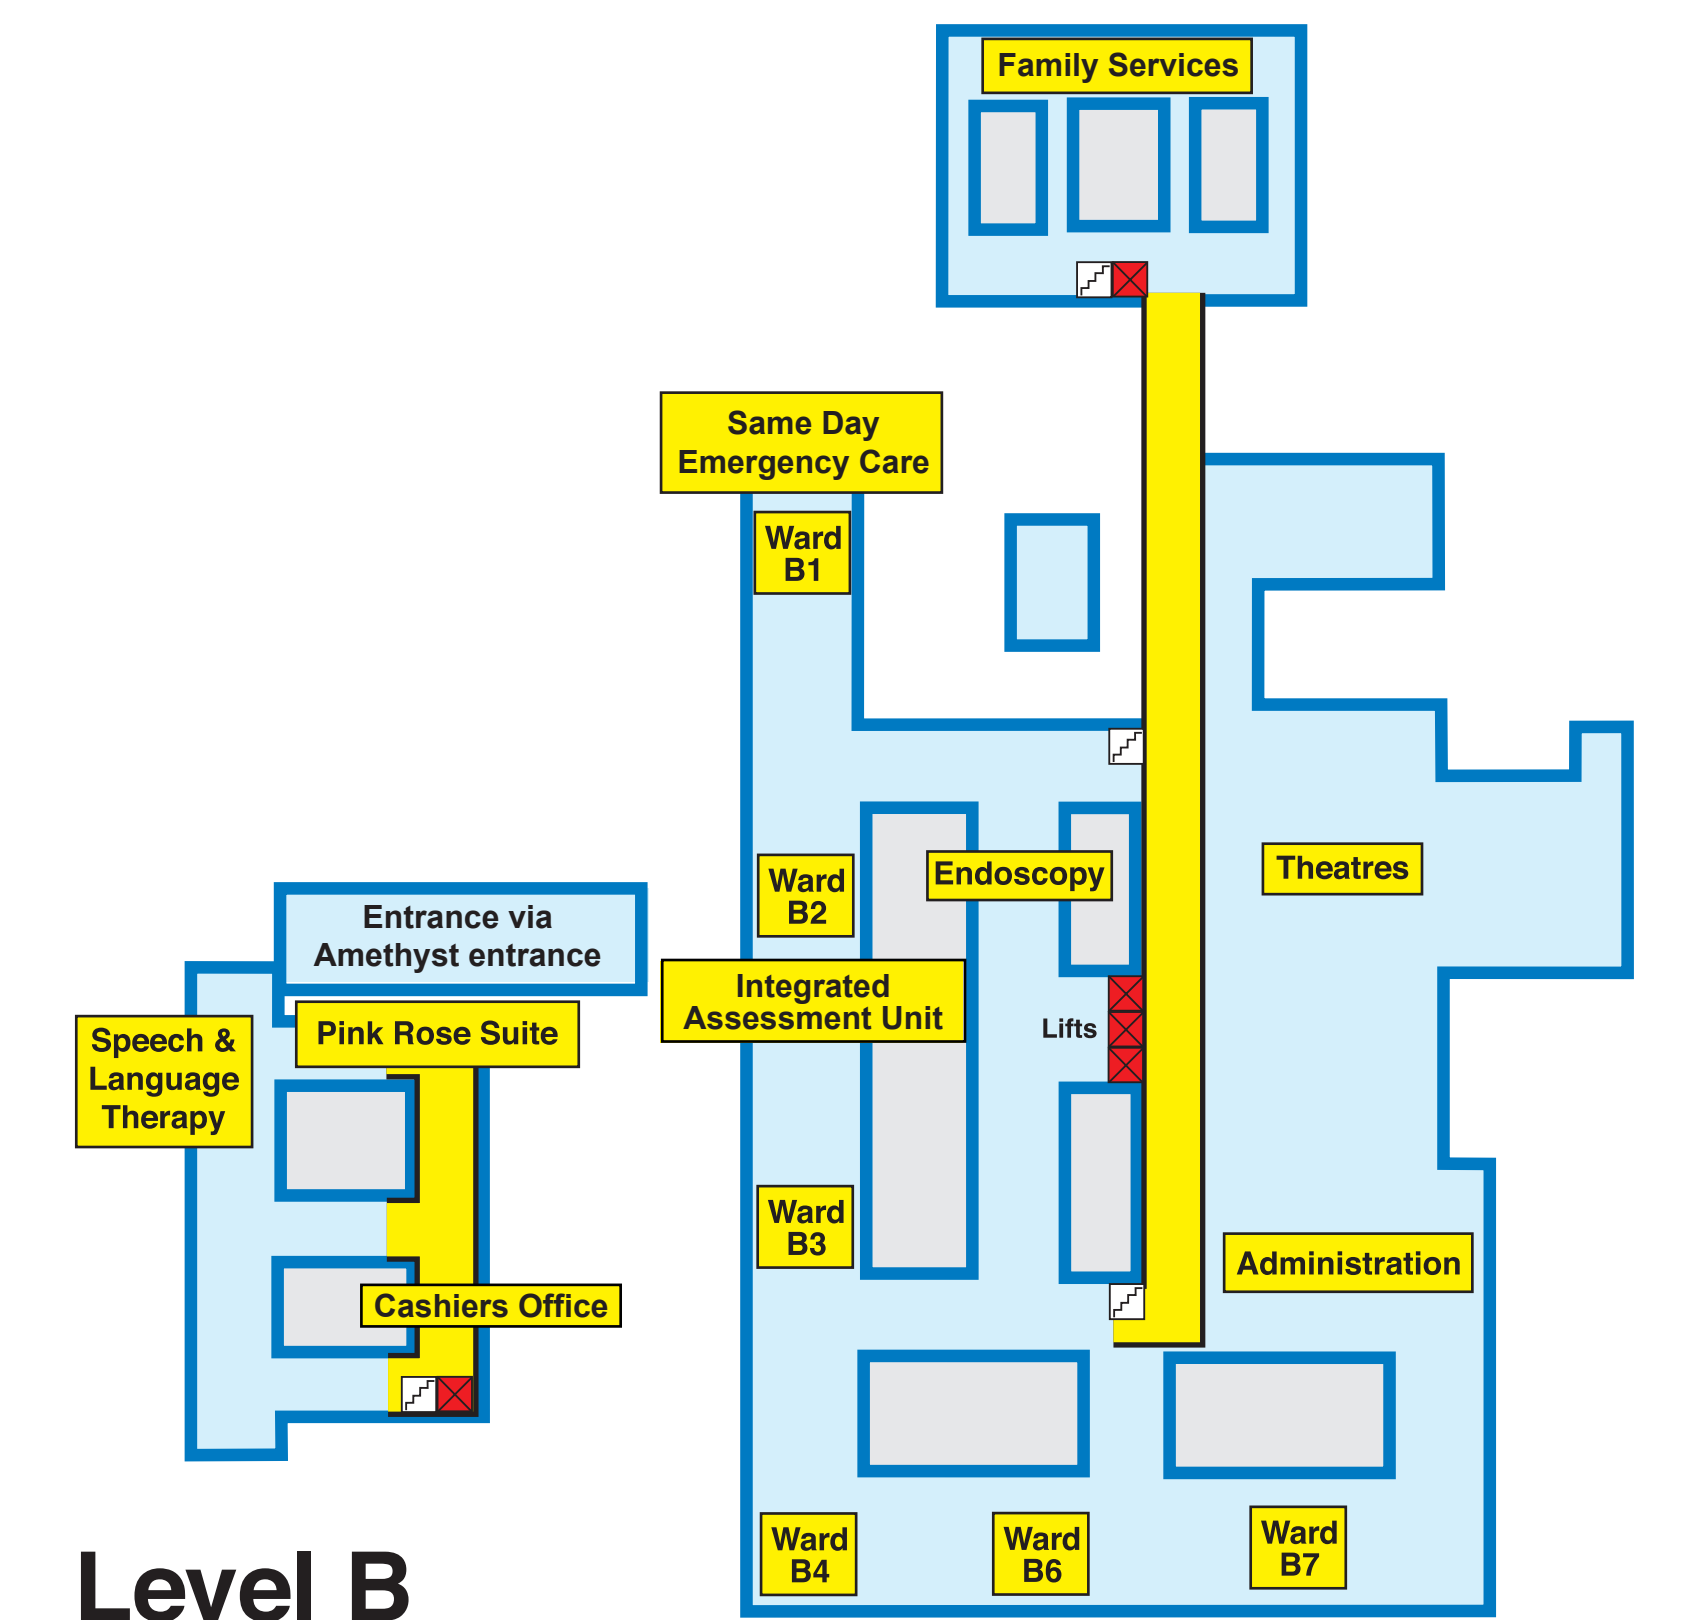 Family Services
Same Day
Emergency Care
Ward
B1
Ward
B2
Endoscopy
Theatres
Entrance via
Amethyst entrance
Integrated
Assessment Unit
Lifts
Pink Rose Suite
Speech &
Language
Therapy
Ward
B3
Administration
Cashiers Office
Ward
B4
Ward
B6
Ward
B7
Level B